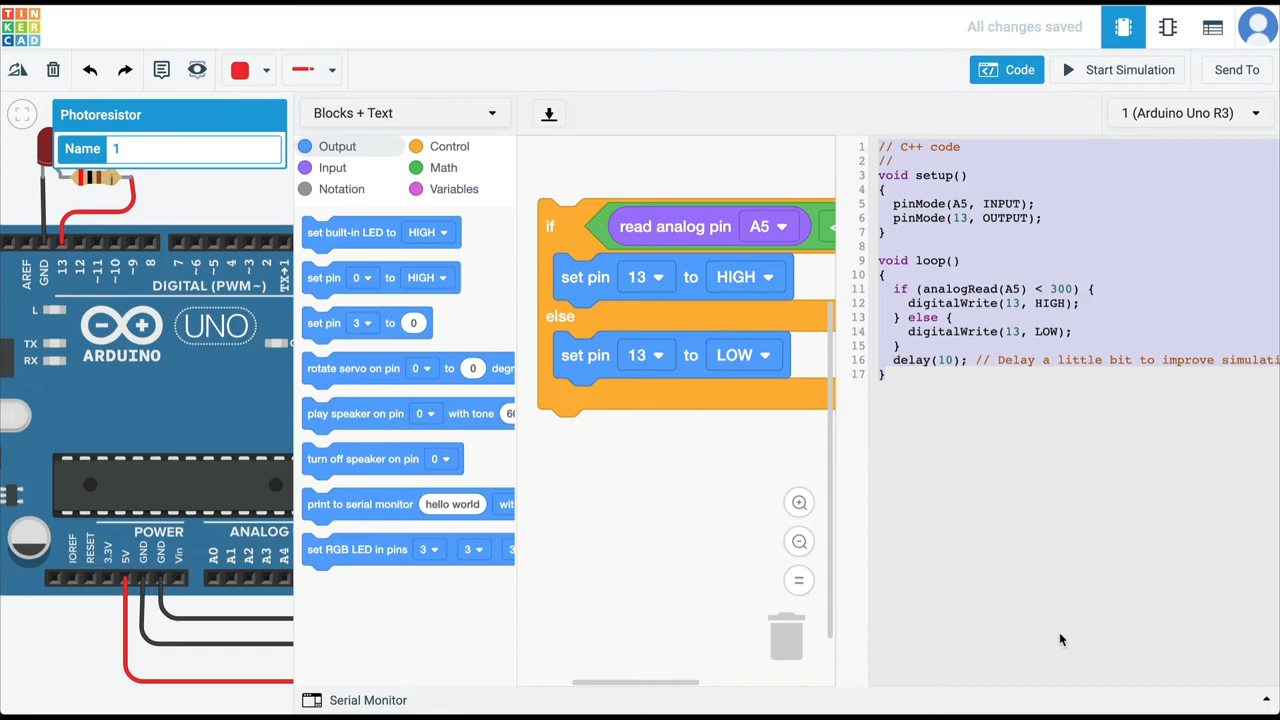 TIN
KER
CAD
All changes saved
Code
Start Simulation
Send To
Photoresistor
Name 1
Blocks + Text
1 (Arduino Uno R3)
Output
Control
Input
Math
Notation
Variables
set built-in LED to HIGH
set pin 0 to HIGH
set pin 3 to 0
rotate servo on pin 0 to 0 degr
play speaker on pin 0 with tone 60
turn off speaker on pin 0
print to serial monitor hello world wit
set RGB LED in pins 3 3 3
if read analog pin A5 <
set pin 13 to HIGH
else
set pin 13 to LOW
1 // C++ code
2 //
3 void setup()
4 {
5 pinMode(A5, INPUT);
6 pinMode(13, OUTPUT);
7 }
8
9 void loop()
10 {
11 if (analogRead(A5) < 300) {
12 digitalWrite(13, HIGH);
13 } else {
14 digitalWrite(13, LOW);
15 }
16 delay(10); // Delay a little bit to improve simulati
17 }
AREF
GND
13
12
~11
~10
~9
8
7
~6
~5
4
~3
2
TX→1
DIGITAL (PWM~)
L
TX
RX
UNO
ARDUINO
POWER
ANALOG
IOREF
RESET
3.3V
5V
GND
GND
Vin
A0
A1
A2
A3
A4
Serial Monitor